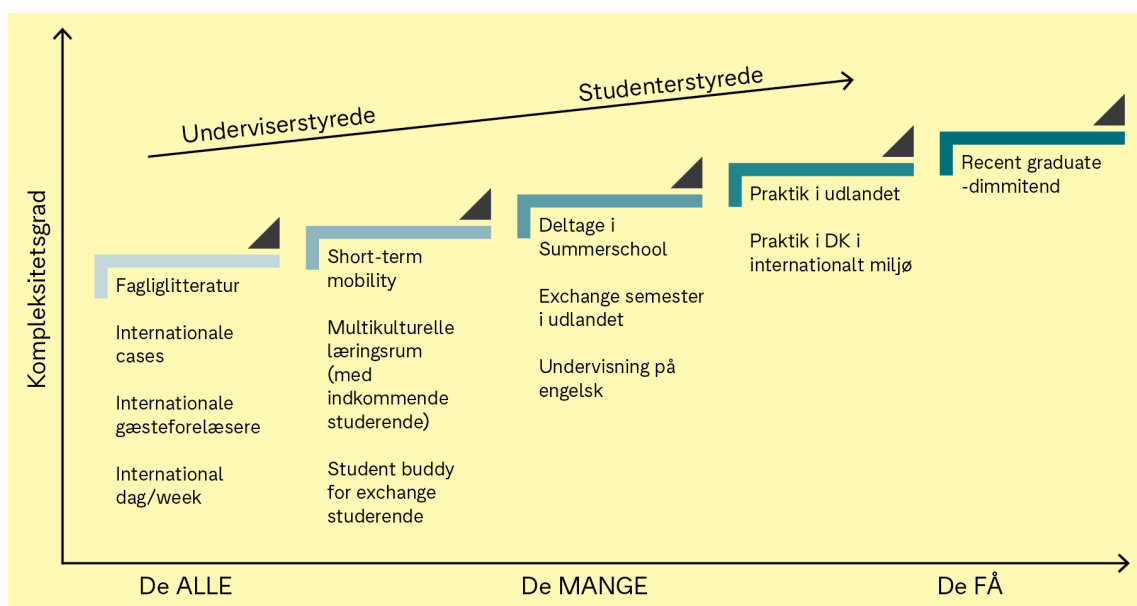 Kompleksitetsgrad
Underviserstyrede
Studenterstyrede
Fagliglitteratur
Internationale
cases
Internationale
gæsteforelæsere
International
dag/week
Short-term
mobility
Multikulturelle
læringsrum
(med
indkommende
studerende)
Student buddy
for exchange
studerende
Deltage i
Summerschool
Exchange semester
i udlandet
Undervisning på
engelsk
Praktik i udlandet
Praktik i DK i
internationalt miljø
Recent graduate
-dimmitend
De ALLE
De MANGE
De FÅ